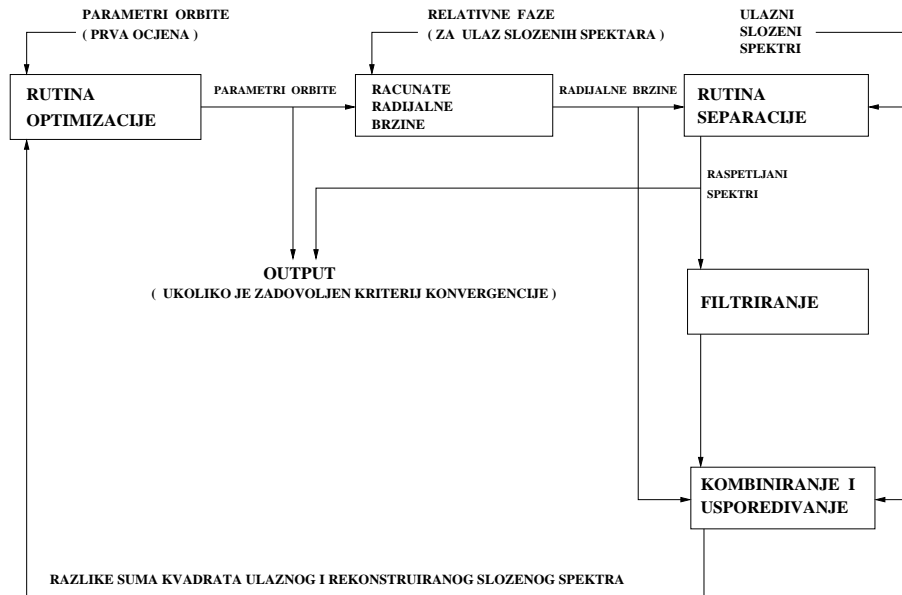 PARAMETRI ORBITE
( PRVA OCJENA)
RELATIVNE FAZE
( ZA ULAZ SLOZENIH SPEKTARA )
ULAZNI
SLOZENI
SPEKTRI
RUTINA
OPTIMIZACIJE
PARAMETRI ORBITE
RACUNATE
RADIJALNE
BRZINE
RADIJALNE BRZINE
RUTINA
SEPARACIJE
RASPETLJANI
SPEKTRI
OUTPUT
( UKOLIKO JE ZADOVOLJEN KRITERIJ KONVERGENCIJE )
FILTRIRANJE
KOMBINIRANJE I
USPOREDIVANJE
RAZLIKE SUMA KVADRATA ULAZNOG I REKONSTRUIRANOG SLOZENOG SPEKTRA